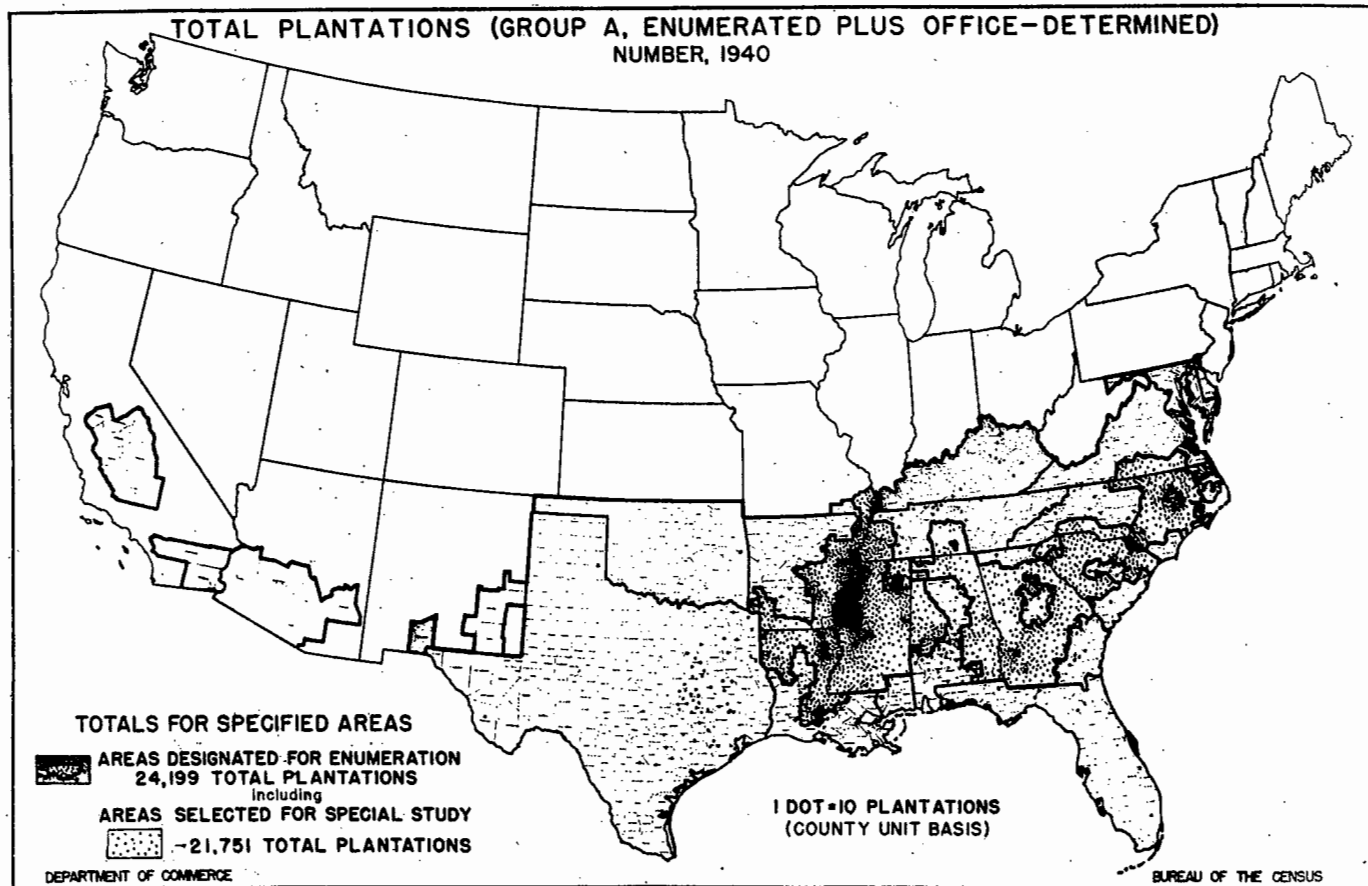 TOTAL PLANTATIONS (GROUP A, ENUMERATED PLUS OFFICE-DETERMINED)
NUMBER, 1940
TOTALS FOR SPECIFIED AREAS
AREAS DESIGNATED FOR ENUMERATION
24,199 TOTAL PLANTATIONS
including
AREAS SELECTED FOR SPECIAL STUDY
-21,751 TOTAL PLANTATIONS
1 DOT=10 PLANTATIONS
(COUNTY UNIT BASIS)
DEPARTMENT OF COMMERCE
BUREAU OF THE CENSUS